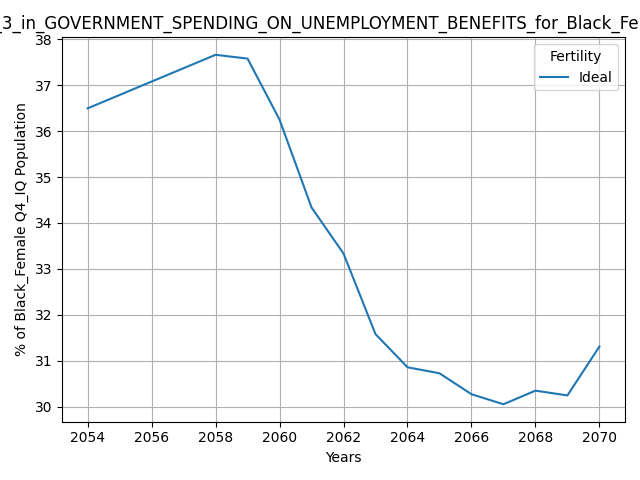 _3_in_GOVERNMENT_SPENDING_ON_UNEMPLOYMENT_BENEFITS_for_Black_Fe
38
37
36
35
34
33
32
31
30
% of Black_Female Q4_IQ Population
Fertility
Ideal
2054 2056 2058 2060 2062 2064 2066 2068 2070
Years